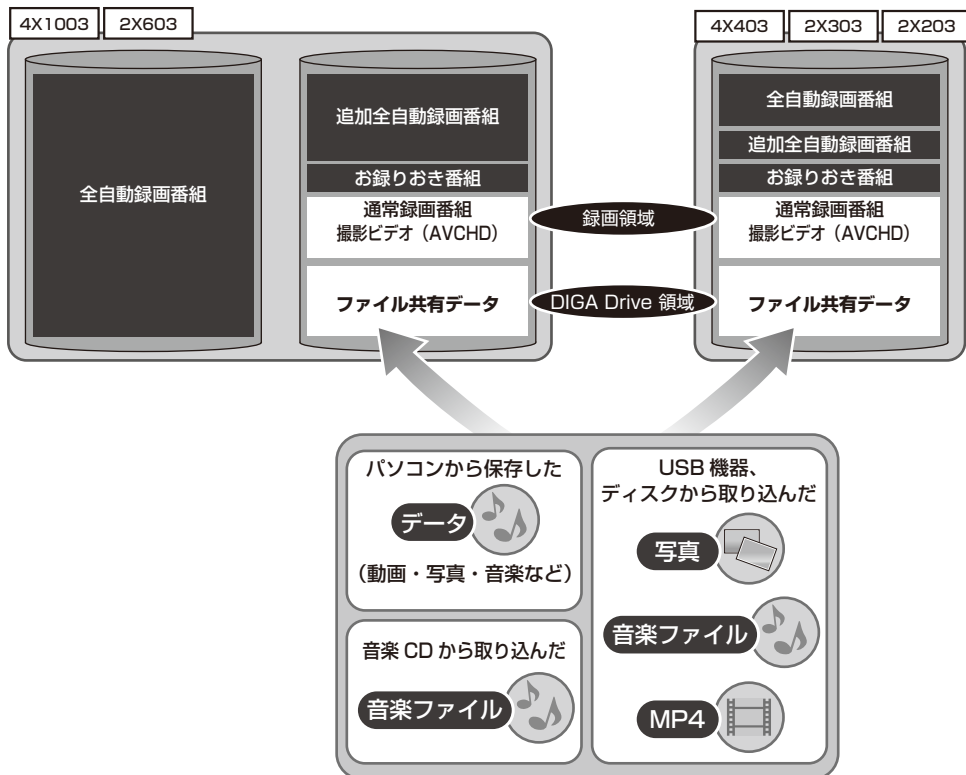 4X1003 2X603
全自動録画番組
追加全自動録画番組
お録りおき番組
通常録画番組
撮影ビデオ（AVCHD）
ファイル共有データ
録画領域
DIGA Drive 領域
4X403 2X303 2X203
全自動録画番組
追加全自動録画番組
お録りおき番組
通常録画番組
撮影ビデオ（AVCHD）
ファイル共有データ
パソコンから保存した
データ
（動画・写真・音楽など）
音楽 CD から取り込んだ
音楽ファイル
USB 機器、
ディスクから取り込んだ
写真
音楽ファイル
MP4